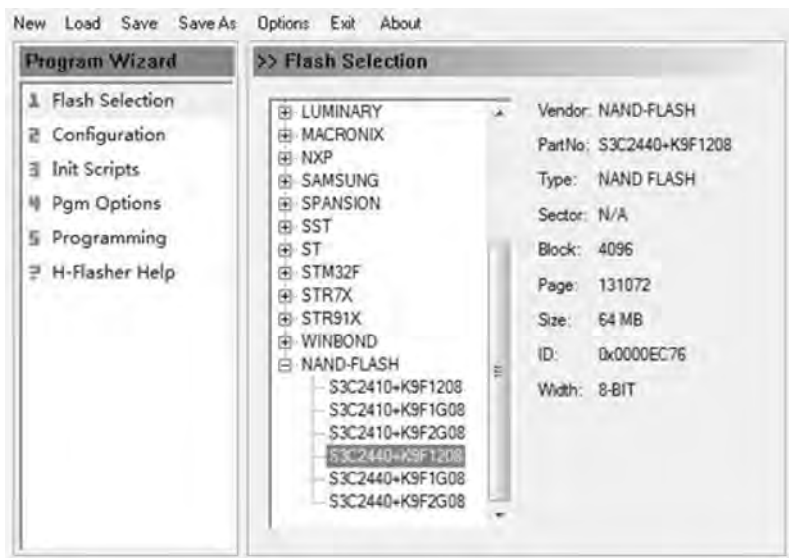 New Load Save Save As Options Exit About
Program Wizard
1 Flash Selection
2 Configuration
3 Init Scripts
4 Pgm Options
5 Programming
? H-Flasher Help
>> Flash Selection
LUMINARY
MACRONIX
NXP
SAMSUNG
SPANSION
SST
ST
STM32F
STR7X
STR91X
WINBOND
NAND-FLASH
S3C2410+K9F1208
S3C2410+K9F1G08
S3C2410+K9F2G08
S3C2440+K9F1208
S3C2440+K9F1G08
S3C2440+K9F2G08
Vendor: NAND-FLASH
PartNo: S3C2440+K9F1208
Type: NAND FLASH
Sector: N/A
Block: 4096
Page: 131072
Size: 64 MB
ID: 0x0000EC76
Width: 8-BIT